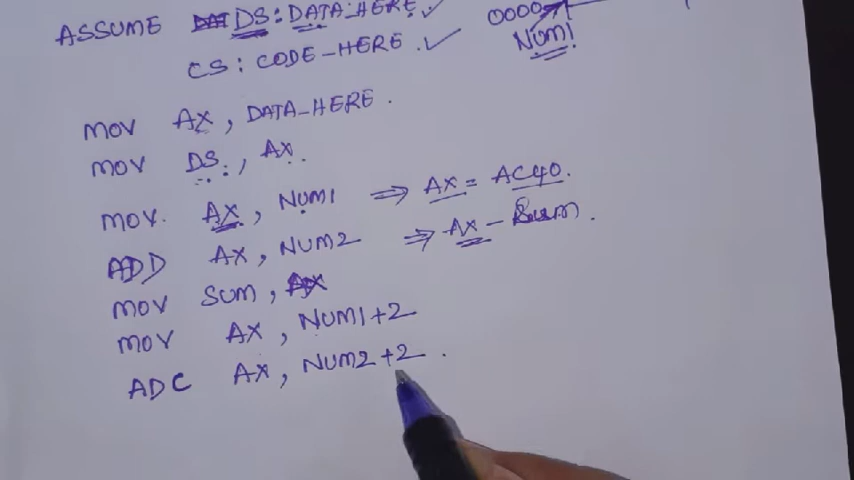 ASSUME DS: DATA-HERE
0000
NUM1
CS: CODE-HERE.
MOV AX, DATA-HERE.
MOV DS, AX.
MOV AX, NUM1 ⇒ AX = AC40.
ADD AX, NUM2 ⇒ AX - Sum.
MOV SUM, AX
MOV AX, NUM1+2
ADC AX, NUM2+2.